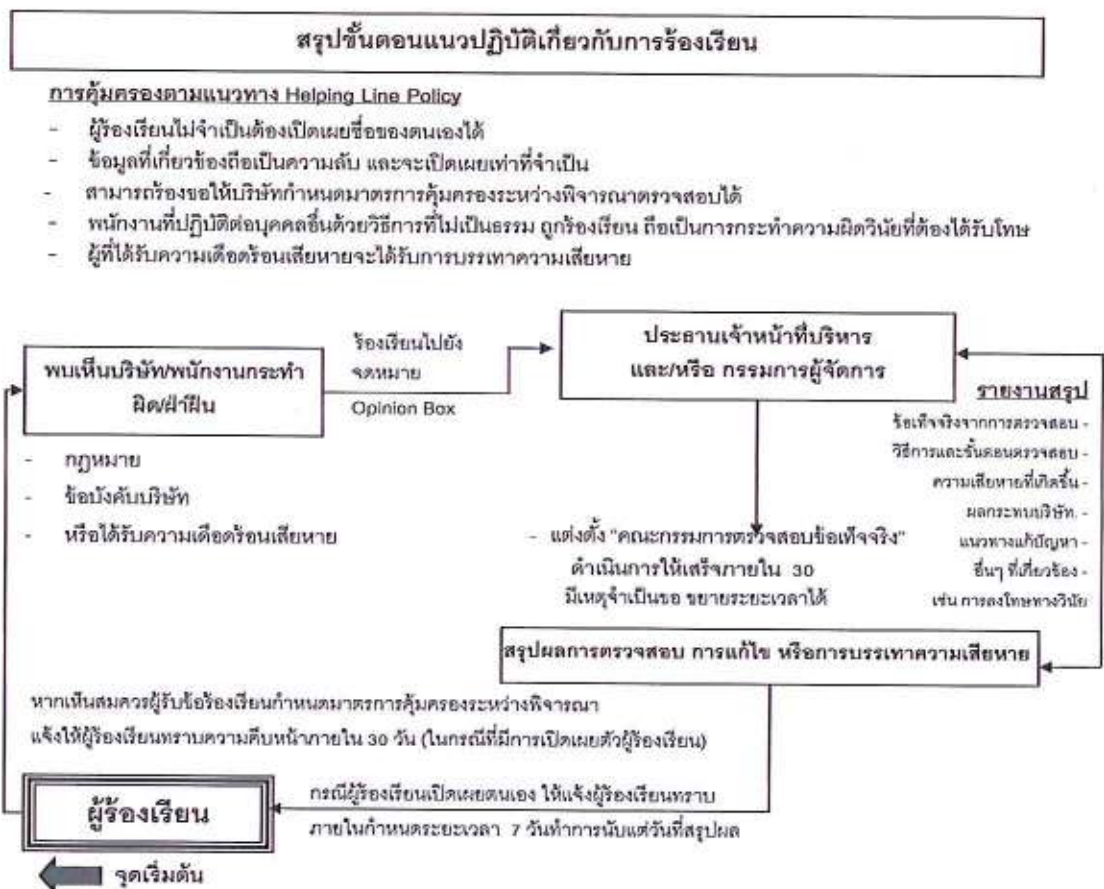 สรุปขั้นตอนแนวปฏิบัติเกี่ยวกับการร้องเรียน
การคุ้มครองตามแนวทาง Helping Line Policy
- ผู้ร้องเรียนไม่จำเป็นต้องเปิดเผยชื่อของตนเองได้
- ข้อมูลที่เกี่ยวข้องถือเป็นความลับ และจะเปิดเผยเท่าที่จำเป็น
- สามารถร้องขอให้บริษัทกำหนดมาตรการคุ้มครองระหว่างพิจารณาตรวจสอบได้
- พนักงานที่ปฏิบัติต่อบุคคลอื่นด้วยวิธีการที่ไม่เป็นธรรม ถูกร้องเรียน ถือเป็นการกระทำความผิดวินัยที่ต้องได้รับโทษ
- ผู้ที่ได้รับความเดือดร้อนเสียหายจะได้รับการบรรเทาความเสียหาย
พบเห็นบริษัท/พนักงานกระทำ
ผิด/ฝ่าฝืน
- กฎหมาย
- ข้อบังคับบริษัท
- หรือได้รับความเดือดร้อนเสียหาย
ร้องเรียนไปยัง
จดหมาย
Opinion Box
ประธานเจ้าหน้าที่บริหาร
และ/หรือ กรรมการผู้จัดการ
รายงานสรุป
ข้อเท็จจริงจากการตรวจสอบ -
วิธีการและขั้นตอนตรวจสอบ -
ความเสียหายที่เกิดขึ้น -
ผลกระทบบริษัท -
แนวทางแก้ปัญหา -
อื่นๆ ที่เกี่ยวข้อง -
เช่น การลงโทษทางวินัย
- แต่งตั้ง "คณะกรรมการตรวจสอบข้อเท็จจริง"
ดำเนินการให้เสร็จภายใน 30
มีเหตุจำเป็นขอ ขยายระยะเวลาได้
สรุปผลการตรวจสอบ การแก้ไข หรือการบรรเทาความเสียหาย
หากเห็นสมควรผู้รับข้อร้องเรียนกำหนดมาตรการคุ้มครองระหว่างพิจารณา
แจ้งให้ผู้ร้องเรียนทราบความคืบหน้าภายใน 30 วัน (ในกรณีที่มีการเปิดเผยตัวผู้ร้องเรียน)
ผู้ร้องเรียน
กรณีผู้ร้องเรียนเปิดเผยตนเอง ให้แจ้งผู้ร้องเรียนทราบ
ภายในกำหนดระยะเวลา 7 วันทำการนับแต่วันที่สรุปผล
จุดเริ่มต้น